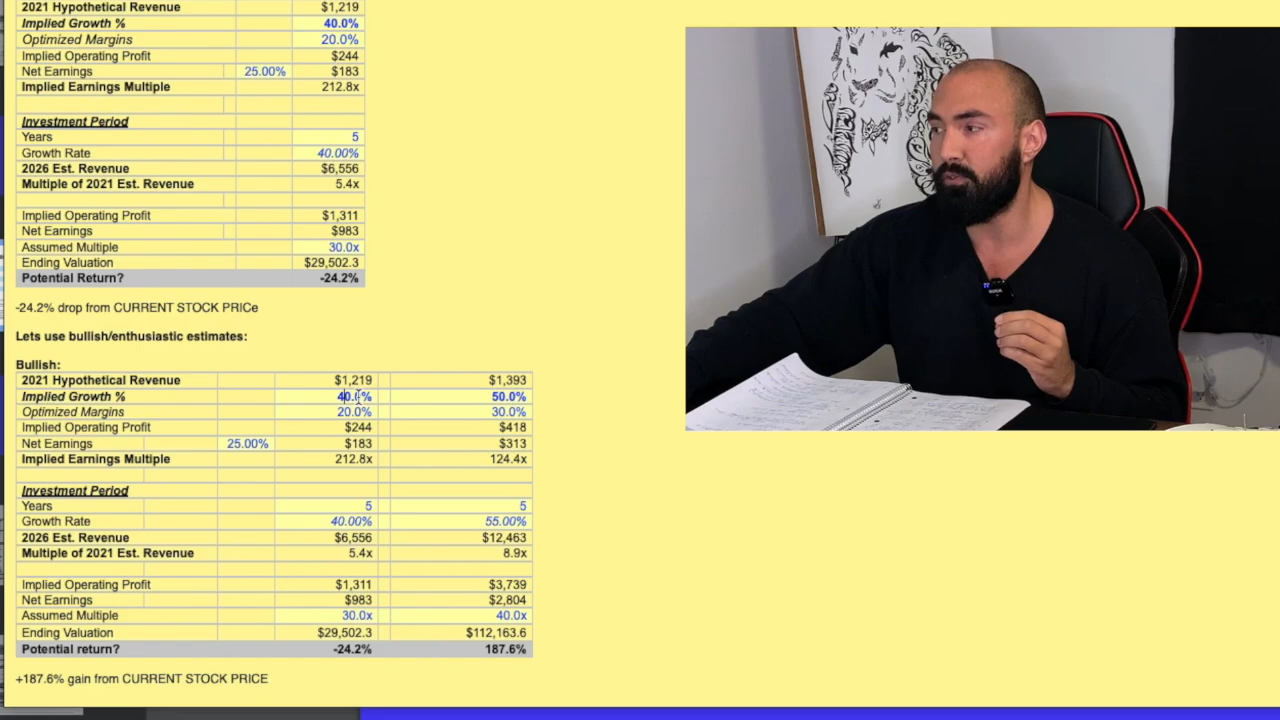 2021 Hypothetical Revenue $1,219
Implied Growth % 40.0%
Optimized Margins 20.0%
Implied Operating Profit $244
Net Earnings 25.00% $183
Implied Earnings Multiple 212.8x
Investment Period
Years 5
Growth Rate 40.00%
2026 Est. Revenue $6,556
Multiple of 2021 Est. Revenue 5.4x
Implied Operating Profit $1,311
Net Earnings $983
Assumed Multiple 30.0x
Ending Valuation $29,502.3
Potential Return? -24.2%
-24.2% drop from CURRENT STOCK PRICe
Lets use bullish/enthusiastic estimates:
Bullish:
2021 Hypothetical Revenue $1,219 $1,393
Implied Growth % 40.0% 50.0%
Optimized Margins 20.0% 30.0%
Implied Operating Profit $244 $418
Net Earnings 25.00% $183 $313
Implied Earnings Multiple 212.8x 124.4x
Investment Period
Years 5 5
Growth Rate 40.00% 55.00%
2026 Est. Revenue $6,556 $12,463
Multiple of 2021 Est. Revenue 5.4x 8.9x
Implied Operating Profit $1,311 $3,739
Net Earnings $983 $2,804
Assumed Multiple 30.0x 40.0x
Ending Valuation $29,502.3 $112,163.6
Potential return? -24.2% 187.6%
+187.6% gain from CURRENT STOCK PRICE